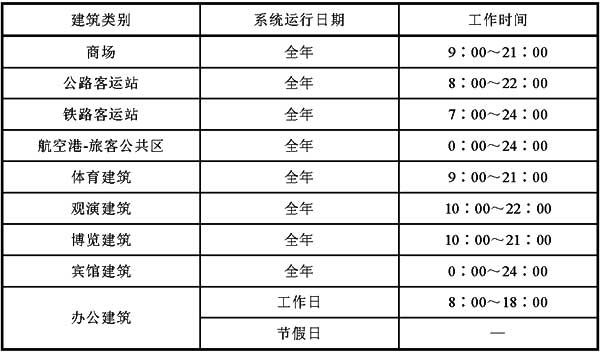 建筑类别 系统运行日期 工作时间
商场 全年 9：00～21：00
公路客运站 全年 8：00～22：00
铁路客运站 全年 7：00～24：00
航空港-旅客公共区 全年 0：00～24：00
体育建筑 全年 9：00～21：00
观演建筑 全年 10：00～22：00
博览建筑 全年 10：00～21：00
宾馆建筑 全年 0：00～24：00
办公建筑 工作日 8：00～18：00
节假日 —